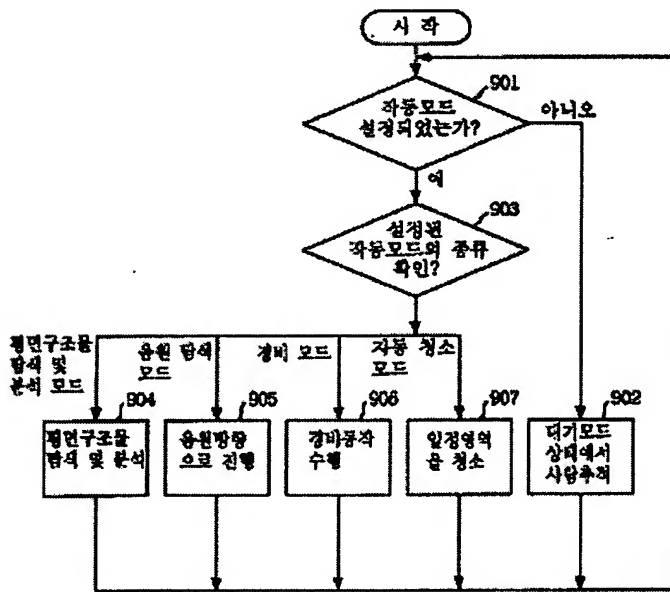 시 작
901
작동모드
설정되었는가?
아니오
예
903
설정된
작동모드의 종류
확인?
평면구조물
탐색 및
분석 모드
음원 탐색
모드
경비 모드
자동 청소
모드
904
평면구조물
탐색 및 분석
905
음원방향
으로 진행
906
경비동작
수행
907
일정영역
을 청소
902
대기모드
상태에서
사람추적